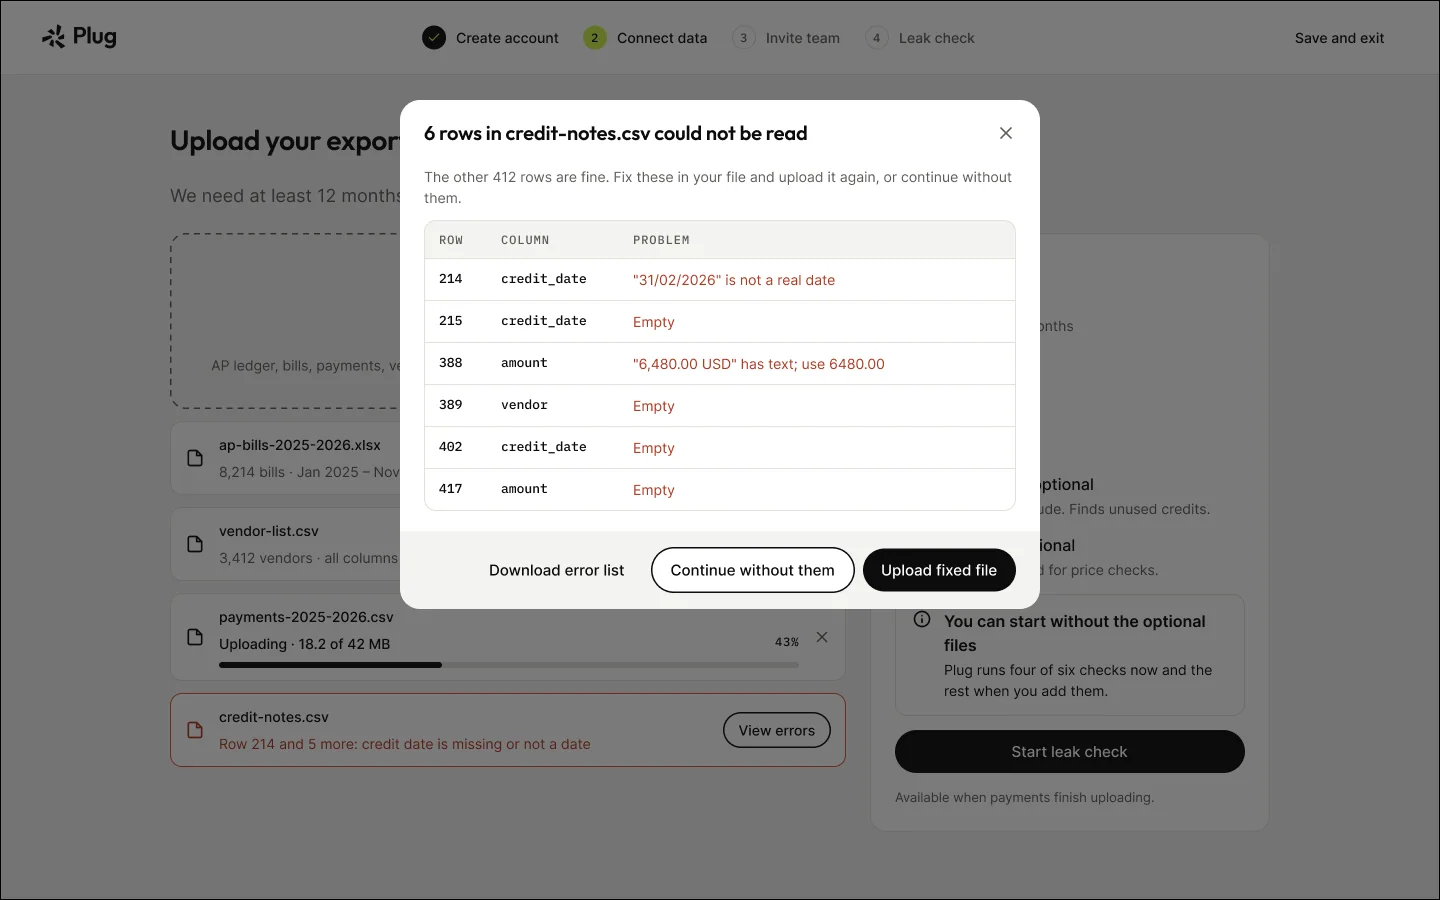 Plug
Create account
2 Connect data
3 Invite team
4 Leak check
Save and exit
Upload your expor
We need at least 12 months
AP ledger, bills, payments, ve
ap-bills-2025-2026.xlsx
8,214 bills · Jan 2025 – Nov
vendor-list.csv
3,412 vendors · all columns
payments-2025-2026.csv
Uploading · 18.2 of 42 MB
43%
credit-notes.csv
Row 214 and 5 more: credit date is missing or not a date
View errors
6 rows in credit-notes.csv could not be read
The other 412 rows are fine. Fix these in your file and upload it again, or continue without
them.
ROW COLUMN PROBLEM
214 credit_date "31/02/2026" is not a real date
215 credit_date Empty
388 amount "6,480.00 USD" has text; use 6480.00
389 vendor Empty
402 credit_date Empty
417 amount Empty
Download error list
Continue without them
Upload fixed file
onths
optional
ude. Finds unused credits.
ional
d for price checks.
You can start without the optional
files
Plug runs four of six checks now and the
rest when you add them.
Start leak check
Available when payments finish uploading.